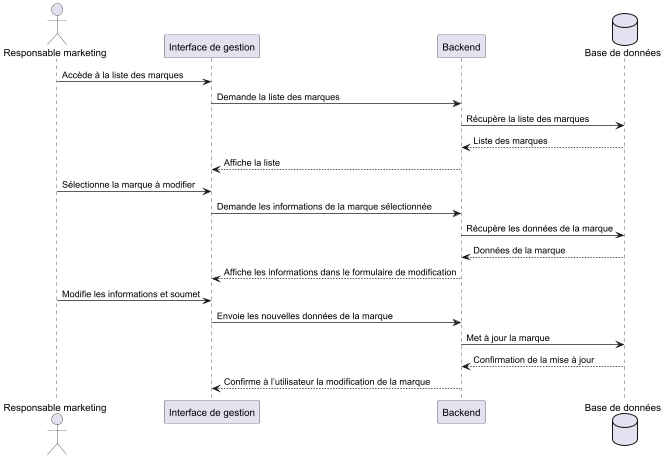 Responsable marketing
Interface de gestion
Backend
Base de données
Accède à la liste des marques
Demande la liste des marques
Récupère la liste des marques
Liste des marques
Affiche la liste
Sélectionne la marque à modifier
Demande les informations de la marque sélectionnée
Récupère les données de la marque
Données de la marque
Affiche les informations dans le formulaire de modification
Modifie les informations et soumet
Envoie les nouvelles données de la marque
Met à jour la marque
Confirmation de la mise à jour
Confirme à l'utilisateur la modification de la marque
Responsable marketing
Interface de gestion
Backend
Base de données